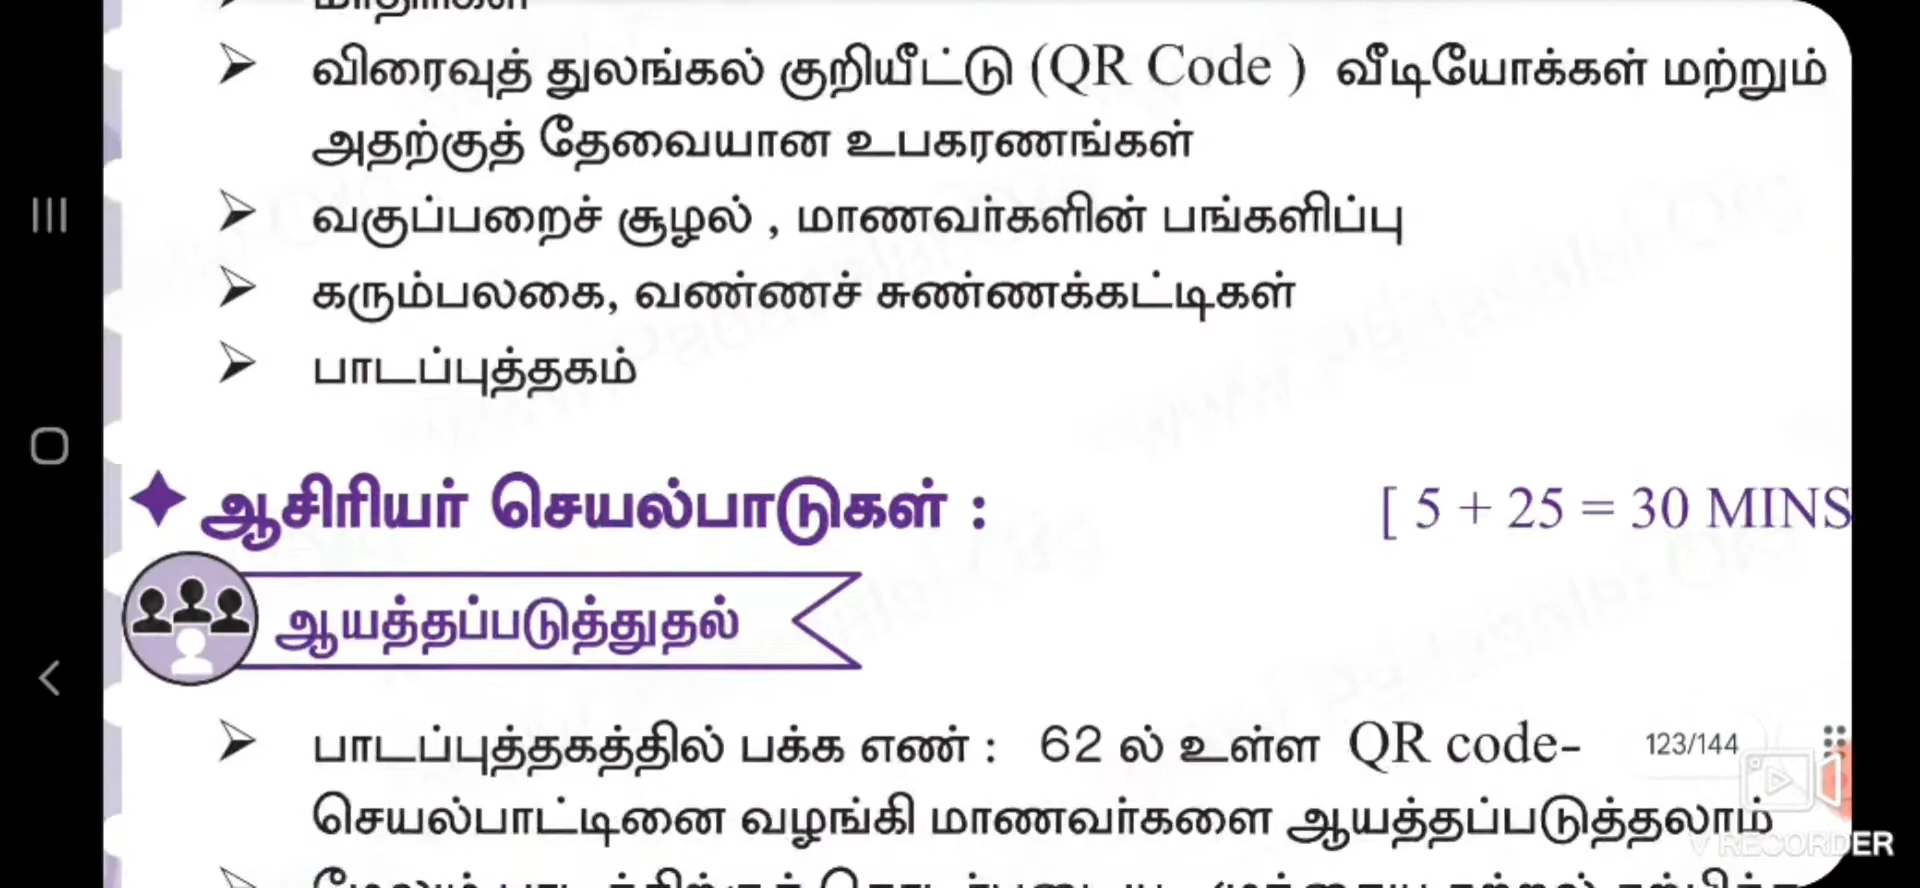 மாதிரிகள்
விரைவுத் துலங்கல் குறியீட்டு (QR Code ) வீடியோக்கள் மற்றும்
அதற்குத் தேவையான உபகரணங்கள்
வகுப்பறைச் சூழல் , மாணவர்களின் பங்களிப்பு
கரும்பலகை, வண்ணச் சுண்ணக்கட்டிகள்
பாடப்புத்தகம்
ஆசிரியர் செயல்பாடுகள் : [ 5 + 25 = 30 MINS
ஆயத்தப்படுத்துதல்
பாடப்புத்தகத்தில் பக்க எண் : 62 ல் உள்ள QR code-
123/144
செயல்பாட்டினை வழங்கி மாணவர்களை ஆயத்தப்படுத்தலாம்
RECORDER